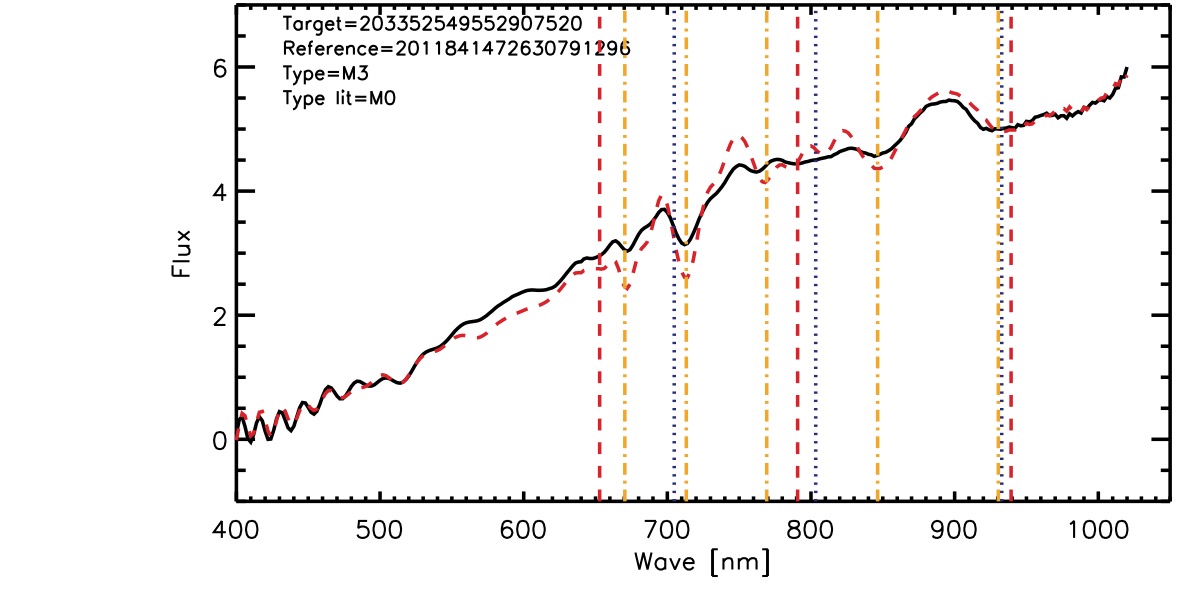 Target=203352549552907520
Reference=2011841472630791296
Type=M3
Type lit=M0
6
4
2
0
Flux
400 500 600 700 800 900 1000
Wave [nm]